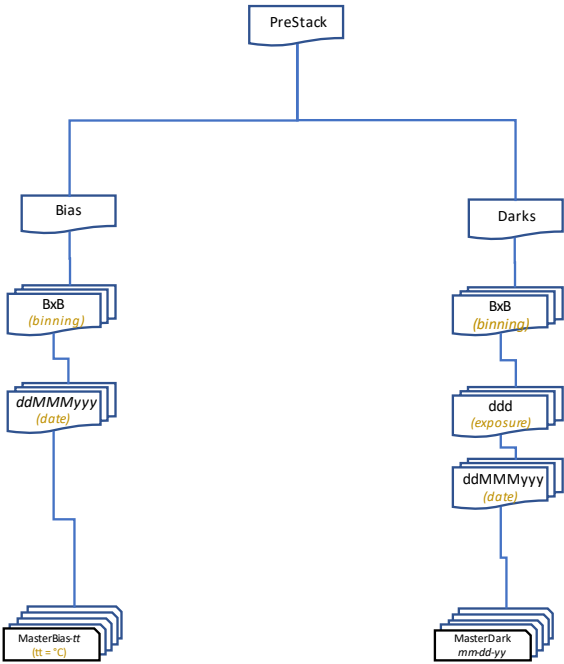 PreStack
Bias
Darks
BxB
(binning)
BxB
(binning)
ddMMMyyy
(date)
ddd
(exposure)
ddMMMyyy
(date)
MasterBias-tt
(tt = °C)
MasterDark
mm-dd-yy